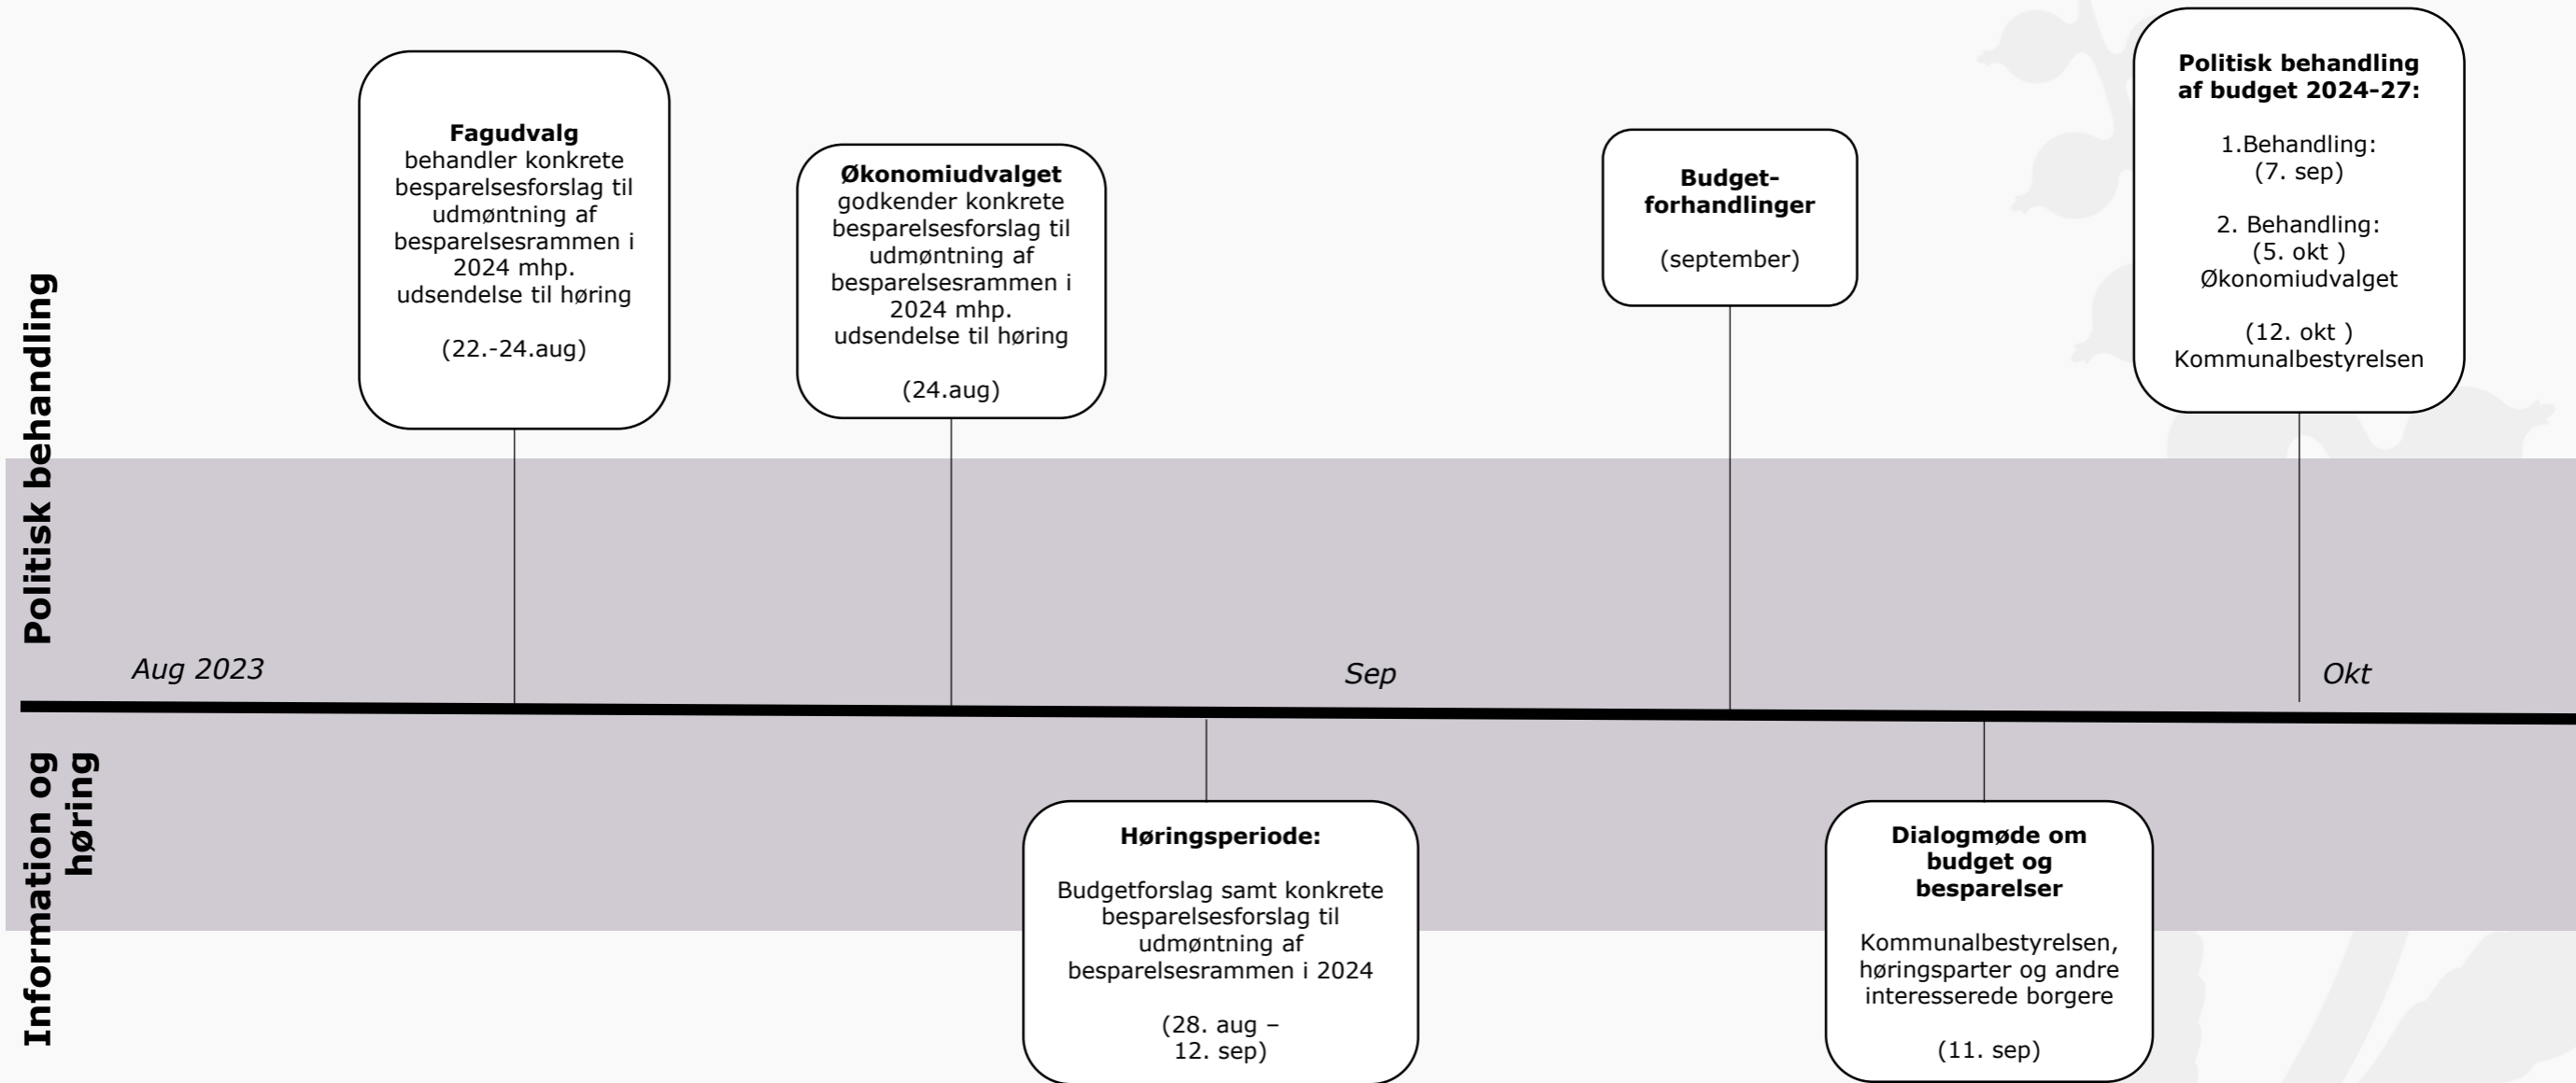 Politisk behandling
Fagudvalg
behandler konkrete
besparelsesforslag til
udmøntning af
besparelsesrammen i
2024 mhp.
udsendelse til høring
(22.-24.aug)
Økonomiudvalget
godkender konkrete
besparelsesforslag til
udmøntning af
besparelsesrammen i
2024 mhp.
udsendelse til høring
(24.aug)
Budget-
forhandlinger
(september)
Politisk behandling
af budget 2024-27:
1.Behandling:
(7. sep)
2. Behandling:
(5. okt )
Økonomiudvalget
(12. okt )
Kommunalbestyrelsen
Aug 2023
Sep
Okt
Information og
høring
Høringsperiode:
Budgetforslag samt konkrete
besparelsesforslag til
udmøntning af
besparelsesrammen i 2024
(28. aug –
12. sep)
Dialogmøde om
budget og
besparelser
Kommunalbestyrelsen,
høringsparter og andre
interesserede borgere
(11. sep)